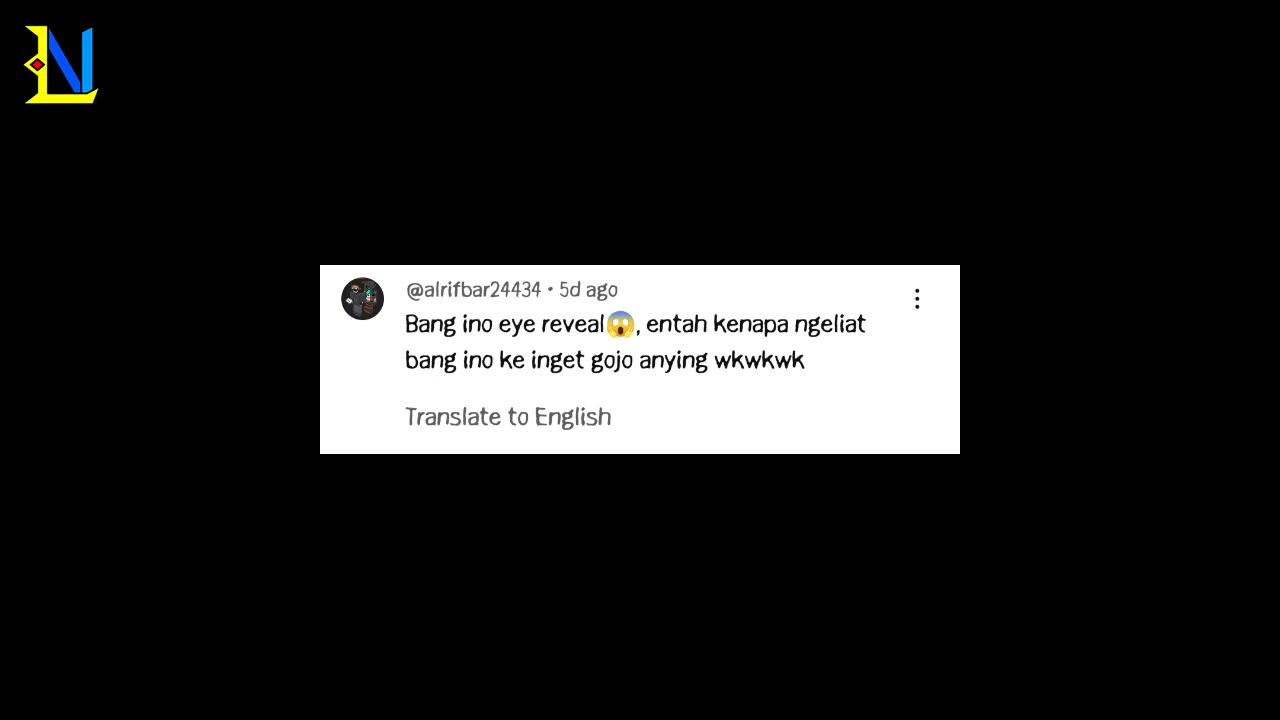 @alrifbar24434 • 5d ago
Bang ino eye reveal😱, entah kenapa ngeliat
bang ino ke inget gojo anying wkwkwk
Translate to English